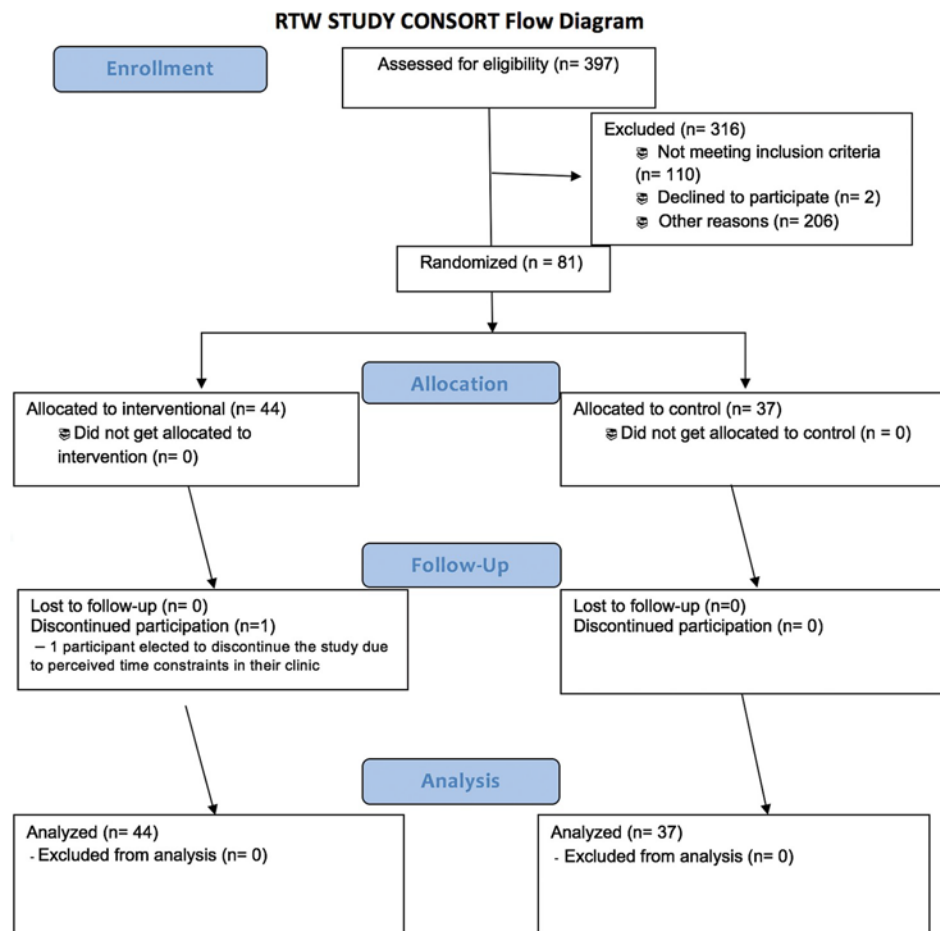 RTW STUDY CONSORT Flow Diagram
Enrollment
Assessed for eligibility (n= 397)
Excluded (n= 316)
Not meeting inclusion criteria
(n= 110)
Declined to participate (n= 2)
Other reasons (n= 206)
Randomized (n = 81)
Allocation
Allocated to interventional (n= 44)
Did not get allocated to
intervention (n= 0)
Allocated to control (n= 37)
Did not get allocated to control (n = 0)
Follow-Up
Lost to follow-up (n= 0)
Discontinued participation (n=1)
– 1 participant elected to discontinue the study due
to perceived time constraints in their clinic
Lost to follow-up (n=0)
Discontinued participation (n= 0)
Analysis
Analyzed (n= 44)
- Excluded from analysis (n= 0)
Analyzed (n= 37)
- Excluded from analysis (n= 0)